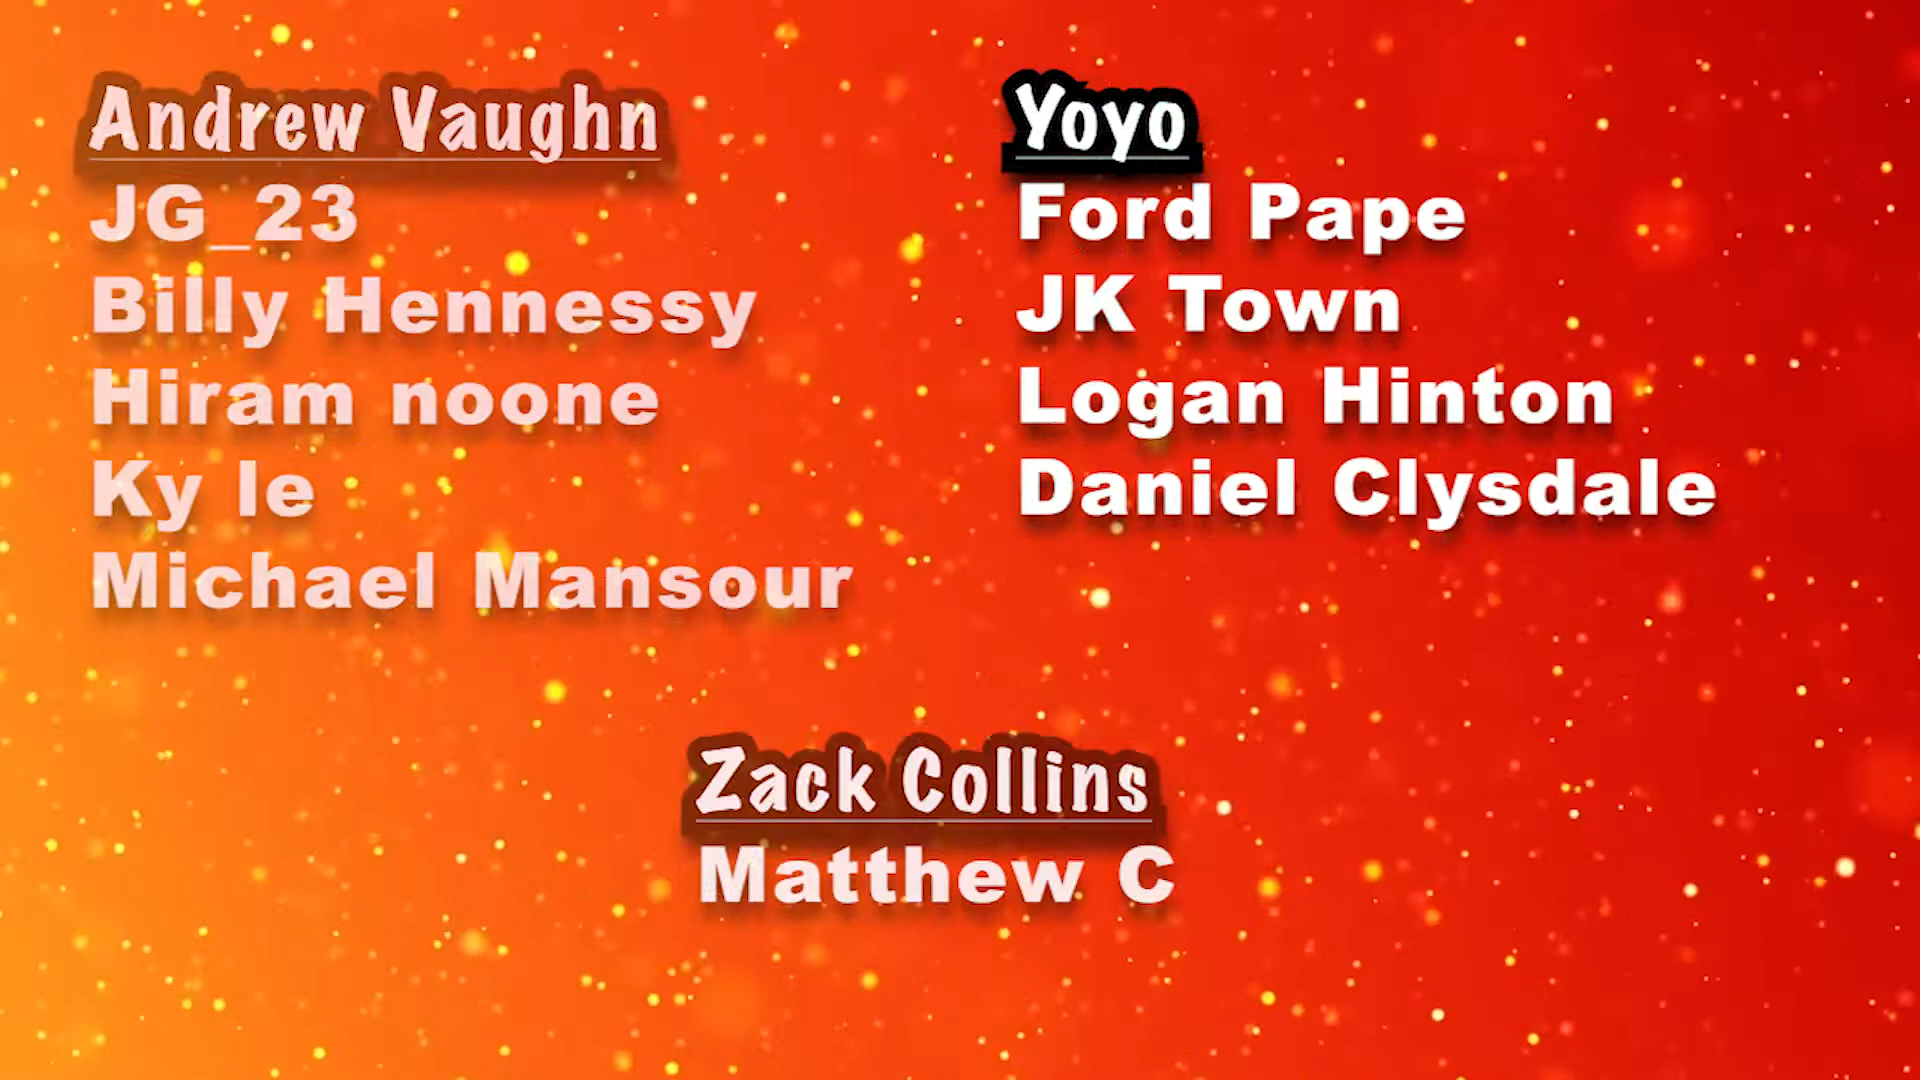 Andrew Vaughn
JG_23
Billy Hennessy
Hiram noone
Ky le
Michael Mansour
Yoyo
Ford Pape
JK Town
Logan Hinton
Daniel Clysdale
Zack Collins
Matthew C